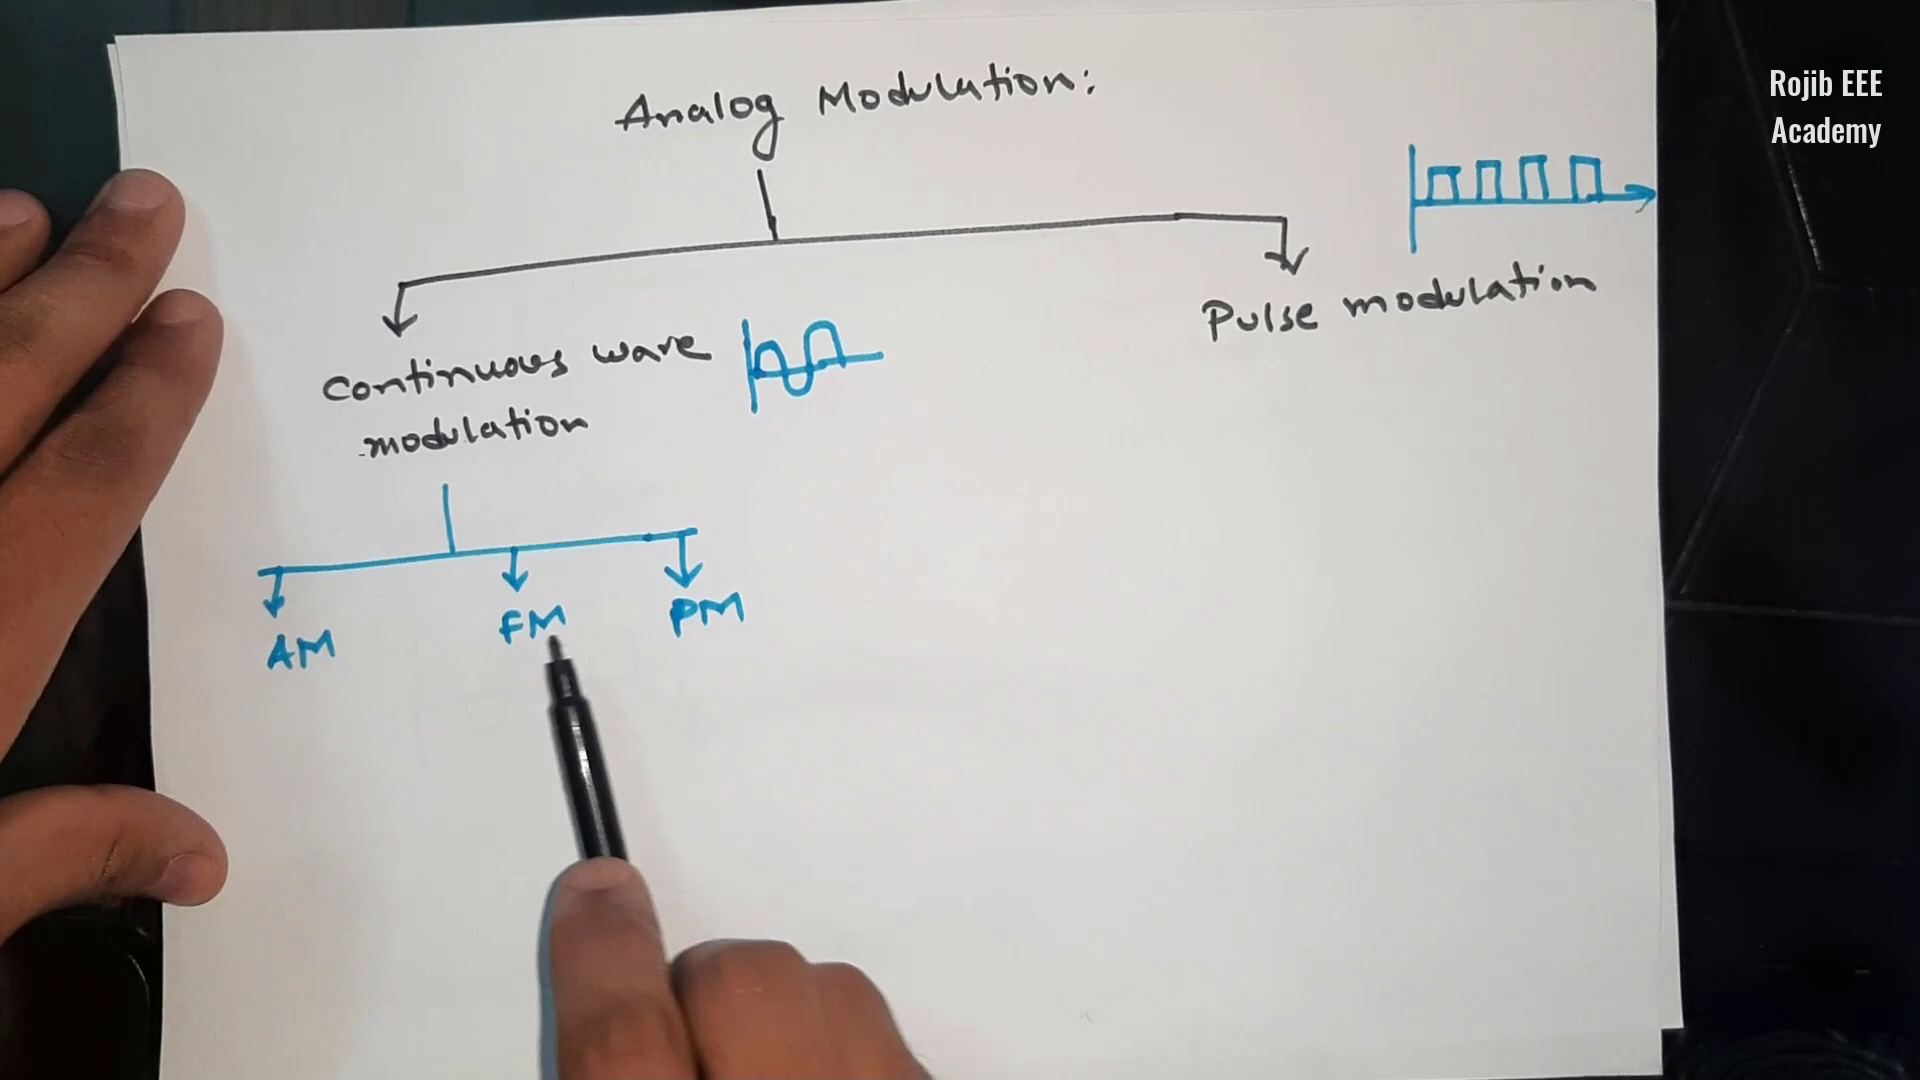 Analog Modulation:
Rojib EEE
Academy
Continuous wave
modulation
Pulse modulation
AM
FM
PM